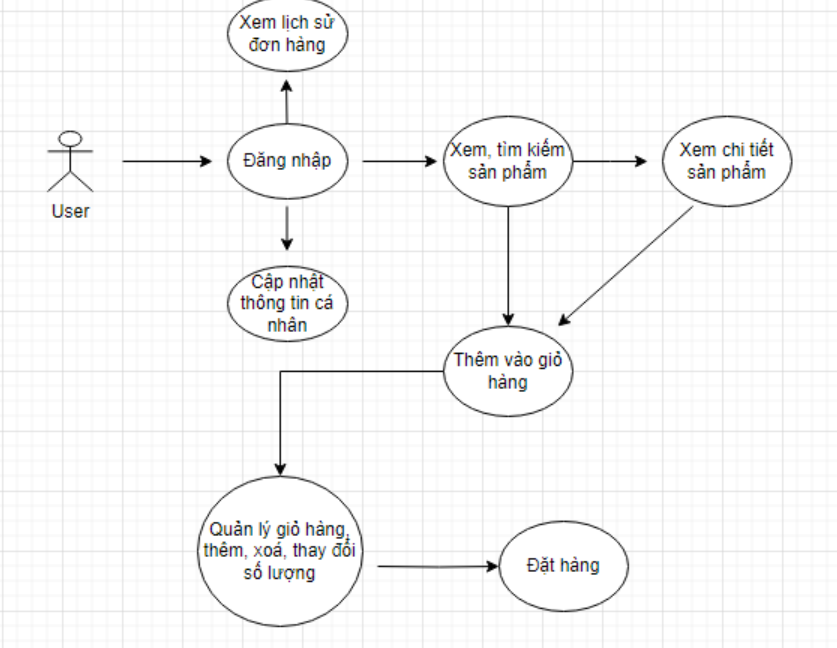 Xem lịch sử
đơn hàng
Đăng nhập
Xem, tìm kiếm
sản phẩm
Xem chi tiết
sản phẩm
User
Cập nhật
thông tin cá
nhân
Thêm vào giỏ
hàng
Quản lý giỏ hàng,
thêm, xoá, thay đổi
số lượng
Đặt hàng